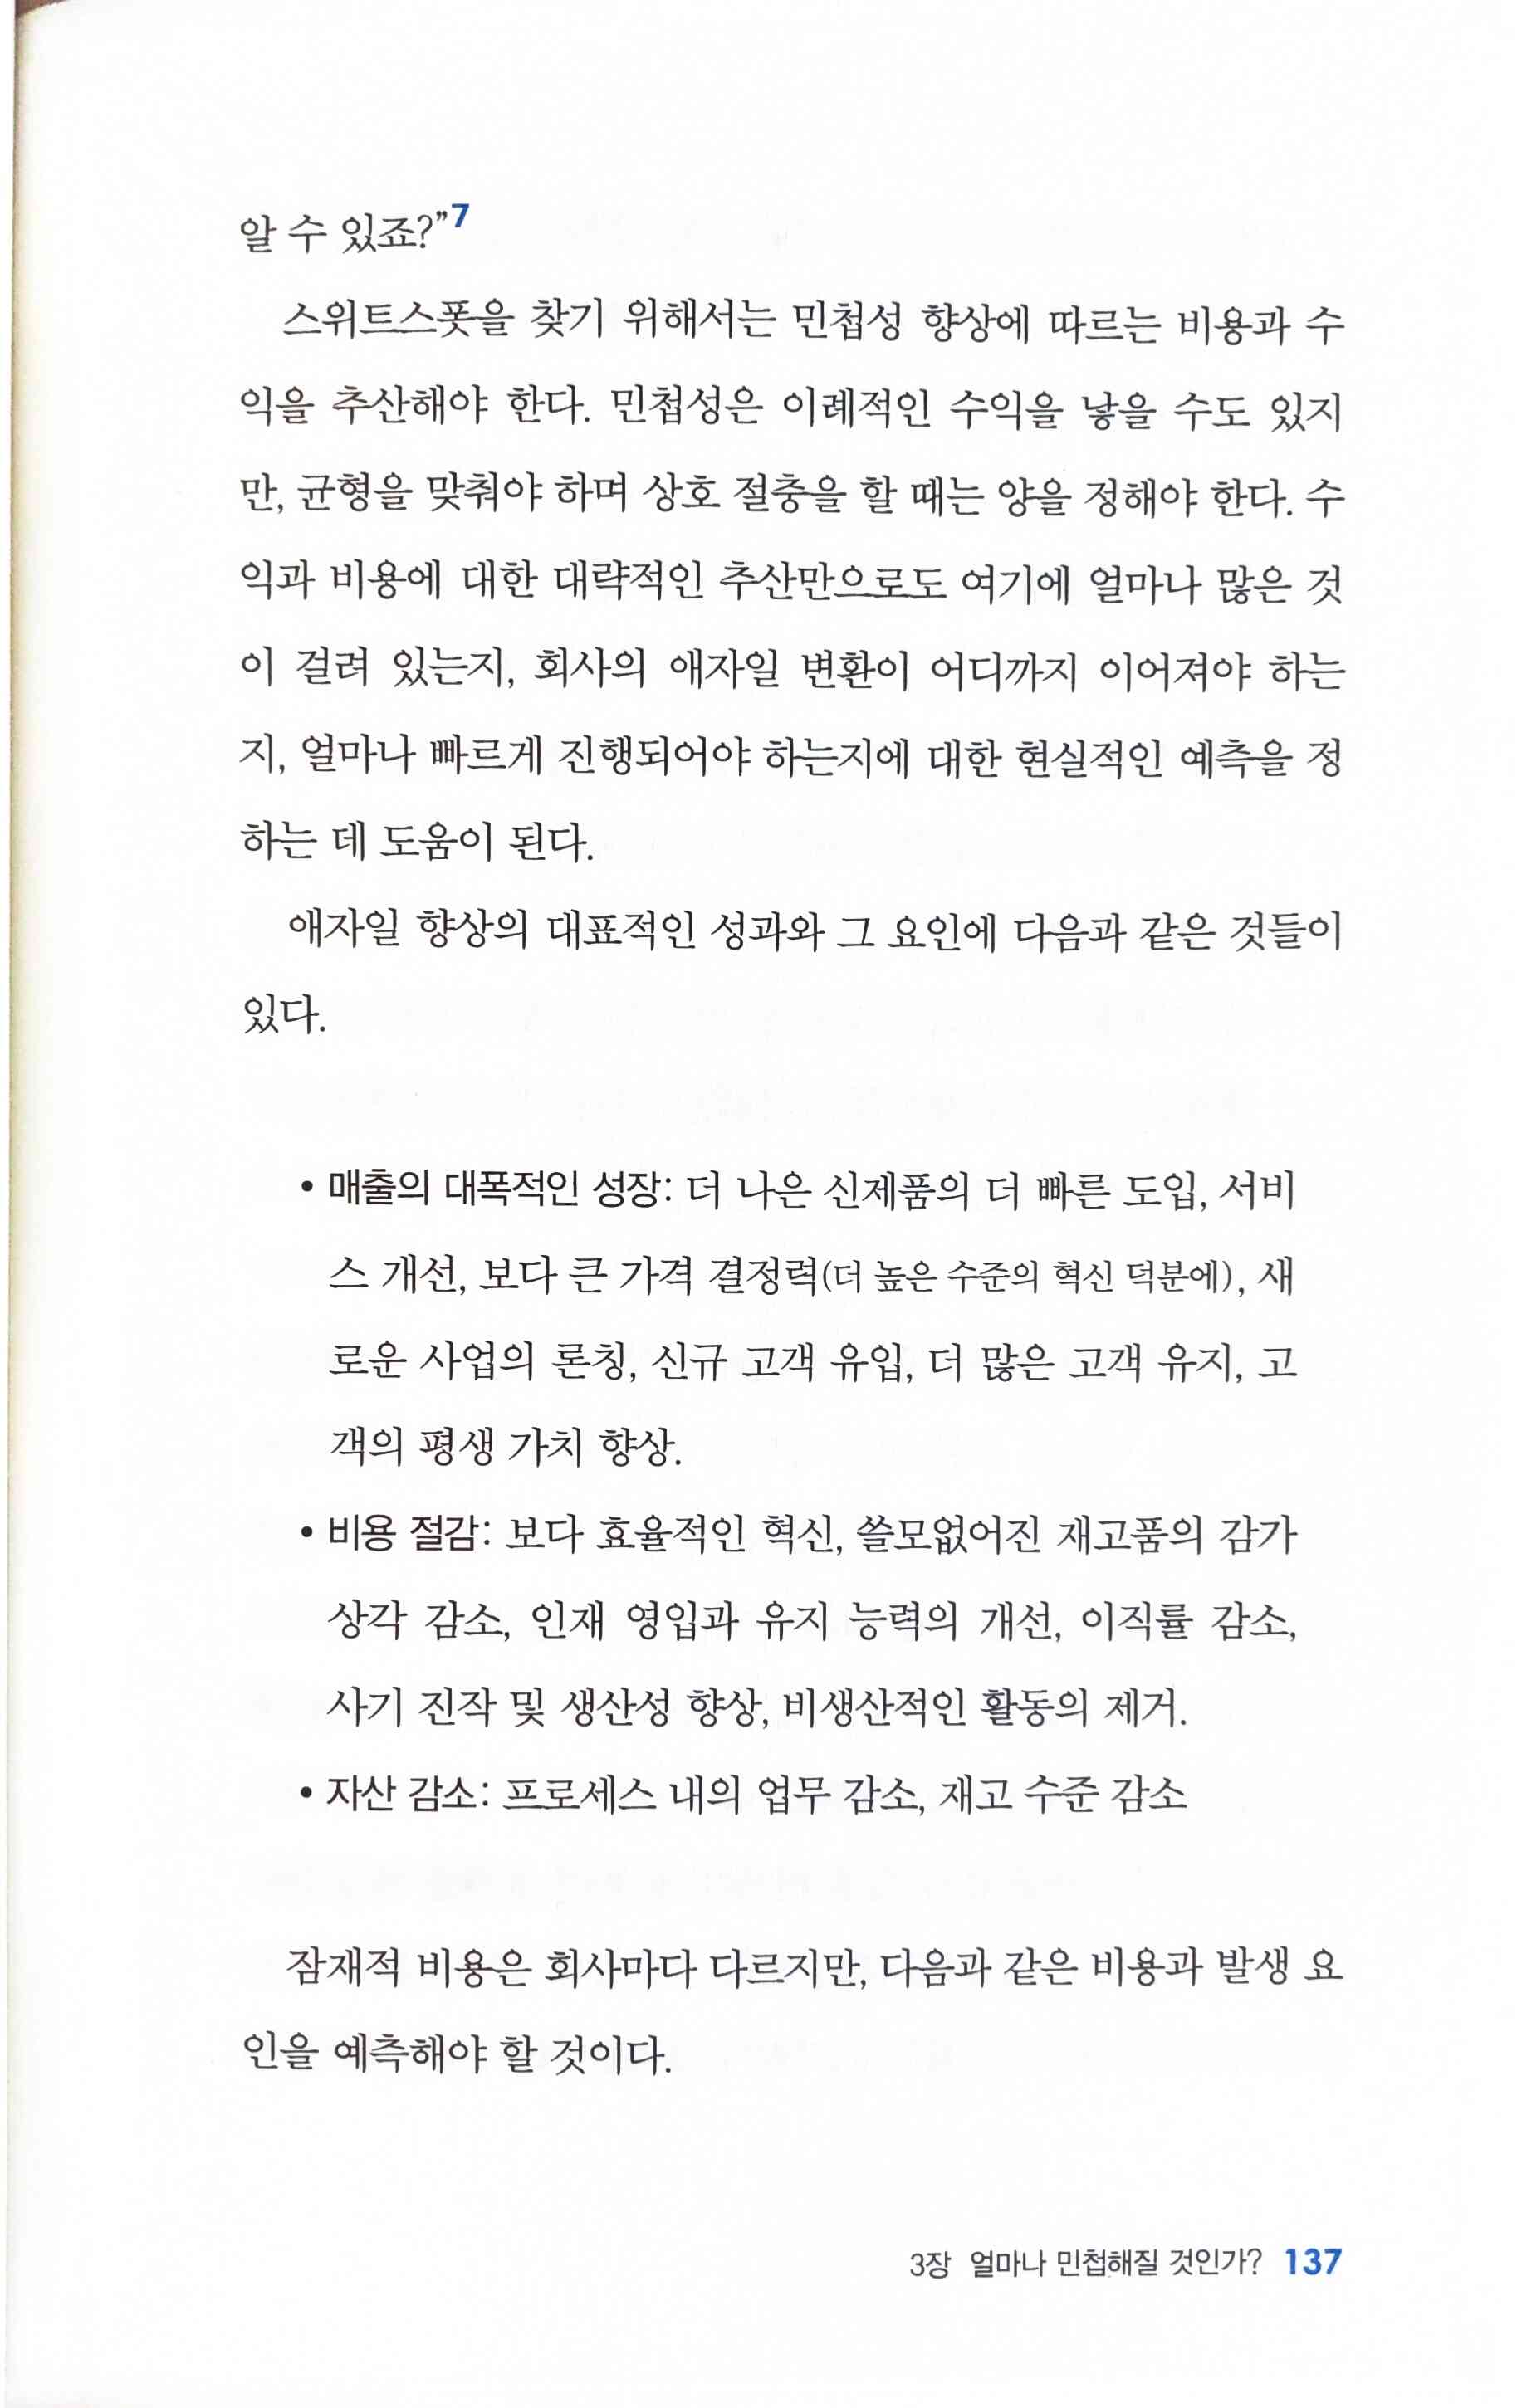 알 수 있죠?”7
스위트스폿을 찾기 위해서는 민첩성 향상에 따르는 비용과 수
익을 추산해야 한다. 민첩성은 이례적인 수익을 낳을 수도 있지
만, 균형을 맞춰야 하며 상호 절충을 할 때는 양을 정해야 한다. 수
익과 비용에 대한 대략적인 추산만으로도 여기에 얼마나 많은 것
이 걸려 있는지, 회사의 애자일 변환이 어디까지 이어져야 하는
지, 얼마나 빠르게 진행되어야 하는지에 대한 현실적인 예측을 정
하는 데 도움이 된다.
애자일 향상의 대표적인 성과와 그 요인에 다음과 같은 것들이
있다.
• 매출의 대폭적인 성장: 더 나은 신제품의 더 빠른 도입, 서비
스 개선, 보다 큰 가격 결정력(더 높은 수준의 혁신 덕분에), 새
로운 사업의 론칭, 신규 고객 유입, 더 많은 고객 유지, 고
객의 평생 가치 향상.
• 비용 절감: 보다 효율적인 혁신, 쓸모없어진 재고품의 감가
상각 감소, 인재 영입과 유지 능력의 개선, 이직률 감소,
사기 진작 및 생산성 향상, 비생산적인 활동의 제거.
• 자산 감소: 프로세스 내의 업무 감소, 재고 수준 감소
잠재적 비용은 회사마다 다르지만, 다음과 같은 비용과 발생 요
인을 예측해야 할 것이다.
3장 얼마나 민첩해질 것인가? 137